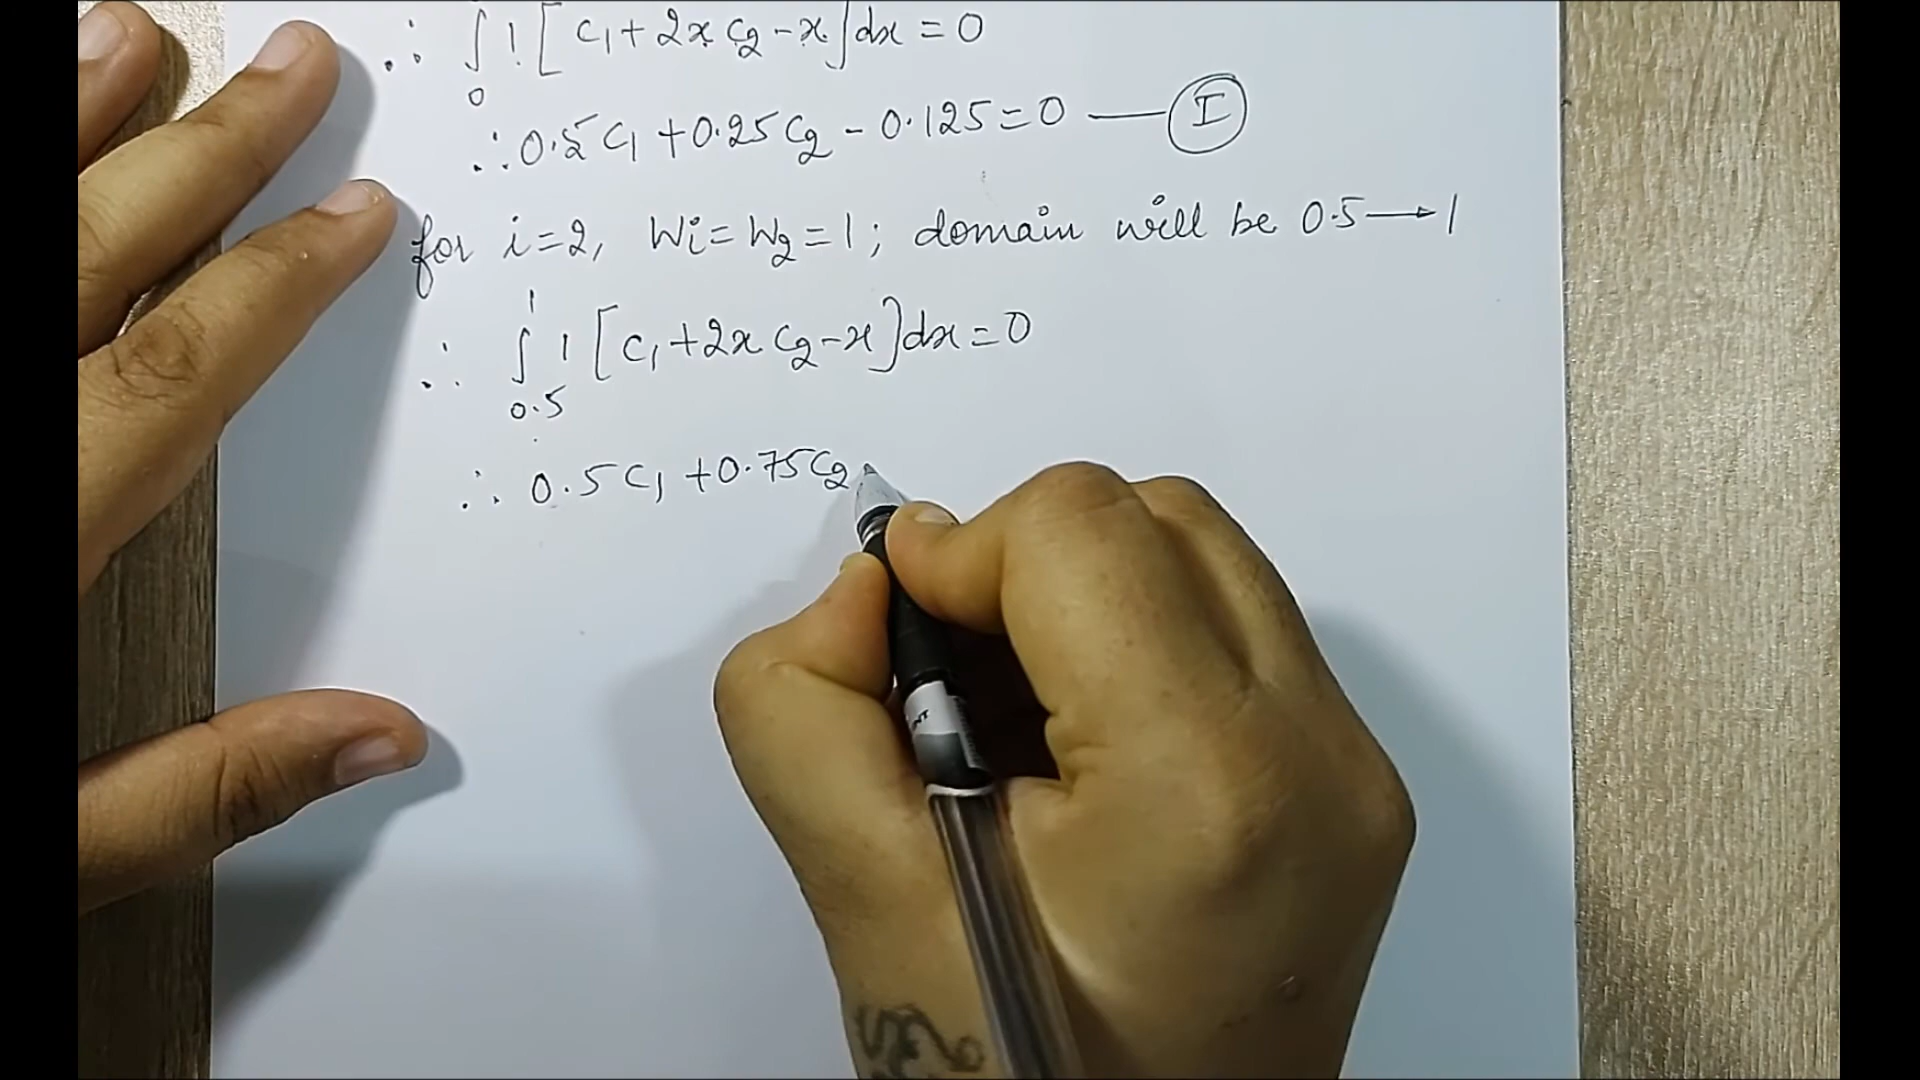 ∴ ∫₀ 1 [C₁ + 2x C₂ - x] dx = 0
∴ 0.5 C₁ + 0.25 C₂ - 0.125 = 0 — I
for i = 2, Wi = W₂ = 1; domain will be 0.5 → 1
∴ ∫₀.₅¹ 1 [C₁ + 2x C₂ - x] dx = 0
∴ 0.5 C₁ + 0.75 C₂